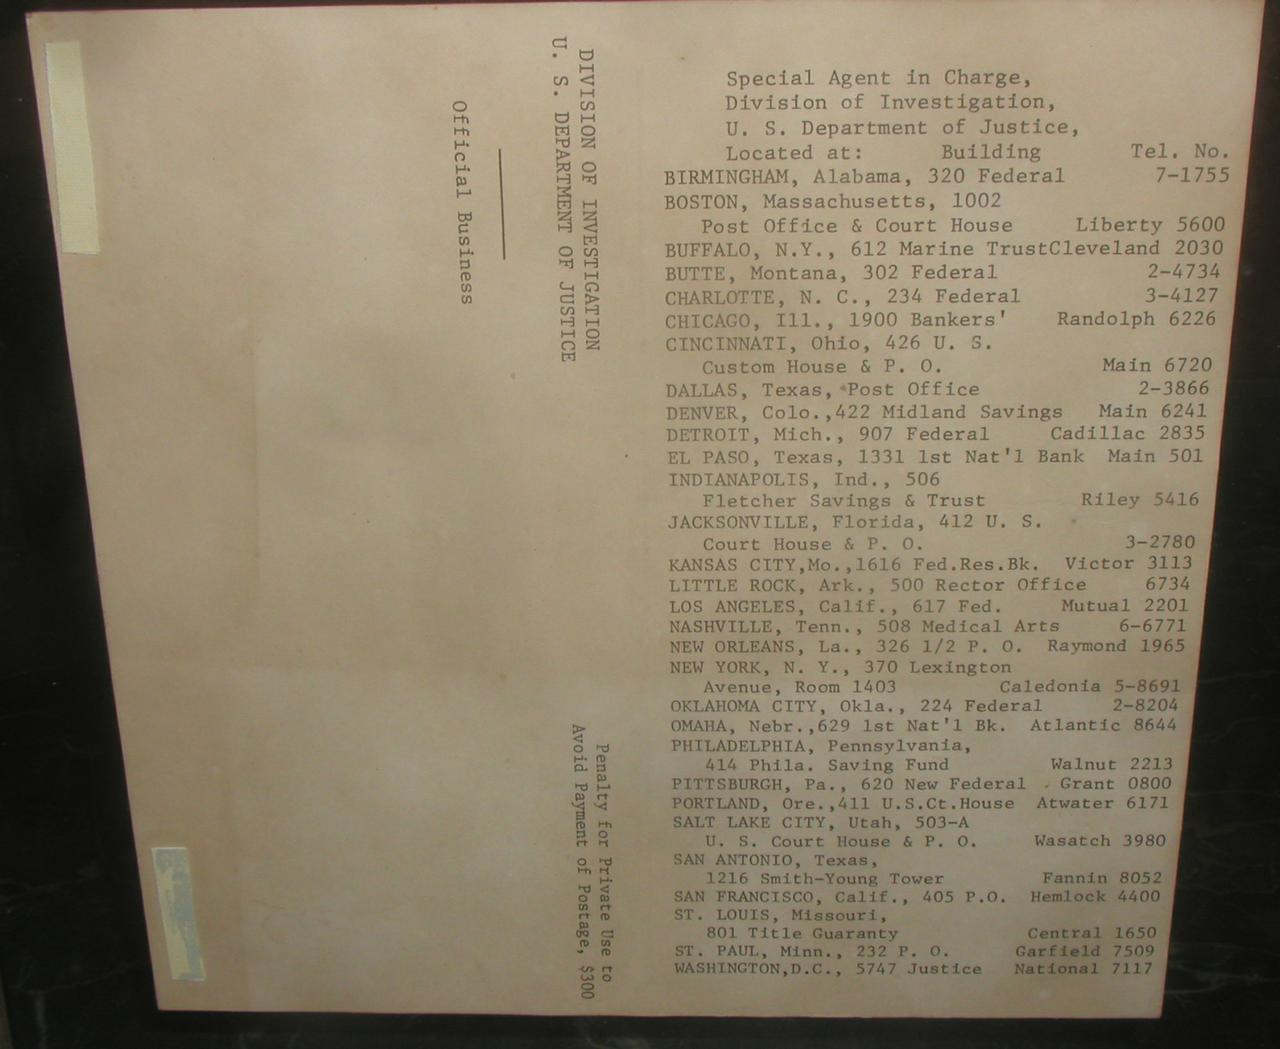 DIVISION OF INVESTIGATION
U. S. DEPARTMENT OF JUSTICE
Official Business
Penalty for Private Use to
Avoid Payment of Postage, $300
Special Agent in Charge,
Division of Investigation,
U. S. Department of Justice,
Located at: Building Tel. No.
BIRMINGHAM, Alabama, 320 Federal 7-1755
BOSTON, Massachusetts, 1002
Post Office & Court House Liberty 5600
BUFFALO, N.Y., 612 Marine TrustCleveland 2030
BUTTE, Montana, 302 Federal 2-4734
CHARLOTTE, N. C., 234 Federal 3-4127
CHICAGO, Ill., 1900 Bankers' Randolph 6226
CINCINNATI, Ohio, 426 U. S.
Custom House & P. O. Main 6720
DALLAS, Texas, Post Office 2-3866
DENVER, Colo.,422 Midland Savings Main 6241
DETROIT, Mich., 907 Federal Cadillac 2835
EL PASO, Texas, 1331 1st Nat'l Bank Main 501
INDIANAPOLIS, Ind., 506
Fletcher Savings & Trust Riley 5416
JACKSONVILLE, Florida, 412 U. S.
Court House & P. O. 3-2780
KANSAS CITY,Mo.,1616 Fed.Res.Bk. Victor 3113
LITTLE ROCK, Ark., 500 Rector Office 6734
LOS ANGELES, Calif., 617 Fed. Mutual 2201
NASHVILLE, Tenn., 508 Medical Arts 6-6771
NEW ORLEANS, La., 326 1/2 P. O. Raymond 1965
NEW YORK, N. Y., 370 Lexington
Avenue, Room 1403 Caledonia 5-8691
OKLAHOMA CITY, Okla., 224 Federal 2-8204
OMAHA, Nebr.,629 1st Nat'l Bk. Atlantic 8644
PHILADELPHIA, Pennsylvania,
414 Phila. Saving Fund Walnut 2213
PITTSBURGH, Pa., 620 New Federal Grant 0800
PORTLAND, Ore.,411 U.S.Ct.House Atwater 6171
SALT LAKE CITY, Utah, 503-A
U. S. Court House & P. O. Wasatch 3980
SAN ANTONIO, Texas,
1216 Smith-Young Tower Fannin 8052
SAN FRANCISCO, Calif., 405 P.O. Hemlock 4400
ST. LOUIS, Missouri,
801 Title Guaranty Central 1650
ST. PAUL, Minn., 232 P. O. Garfield 7509
WASHINGTON,D.C., 5747 Justice National 7117